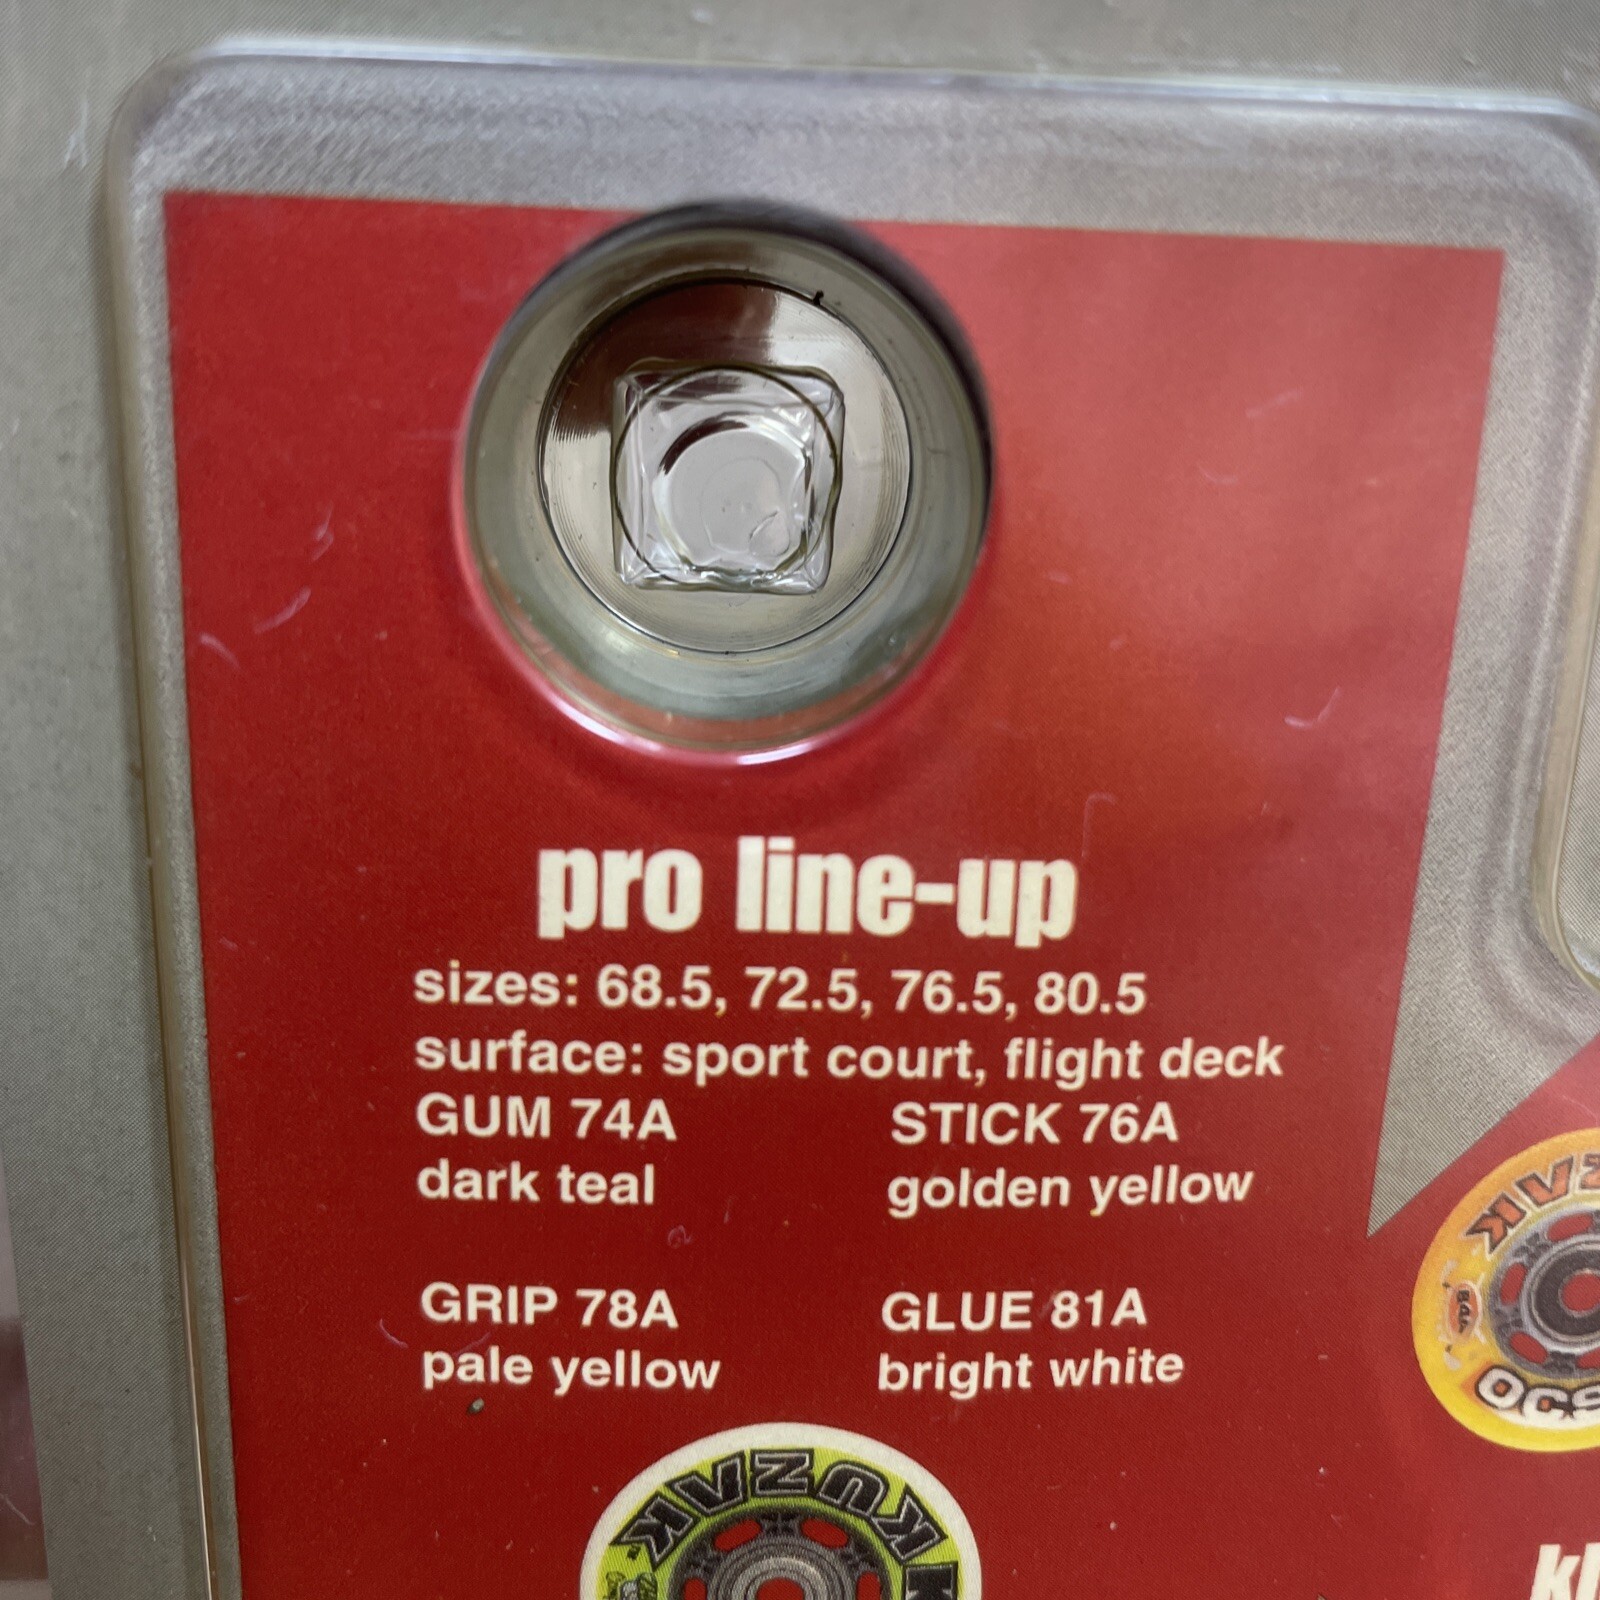 pro line-up
sizes: 68.5, 72.5, 76.5, 80.5
surface: sport court, flight deck
GUM 74A
dark teal
STICK 76A
golden yellow
GRIP 78A
pale yellow
GLUE 81A
bright white
KUZAK
84A